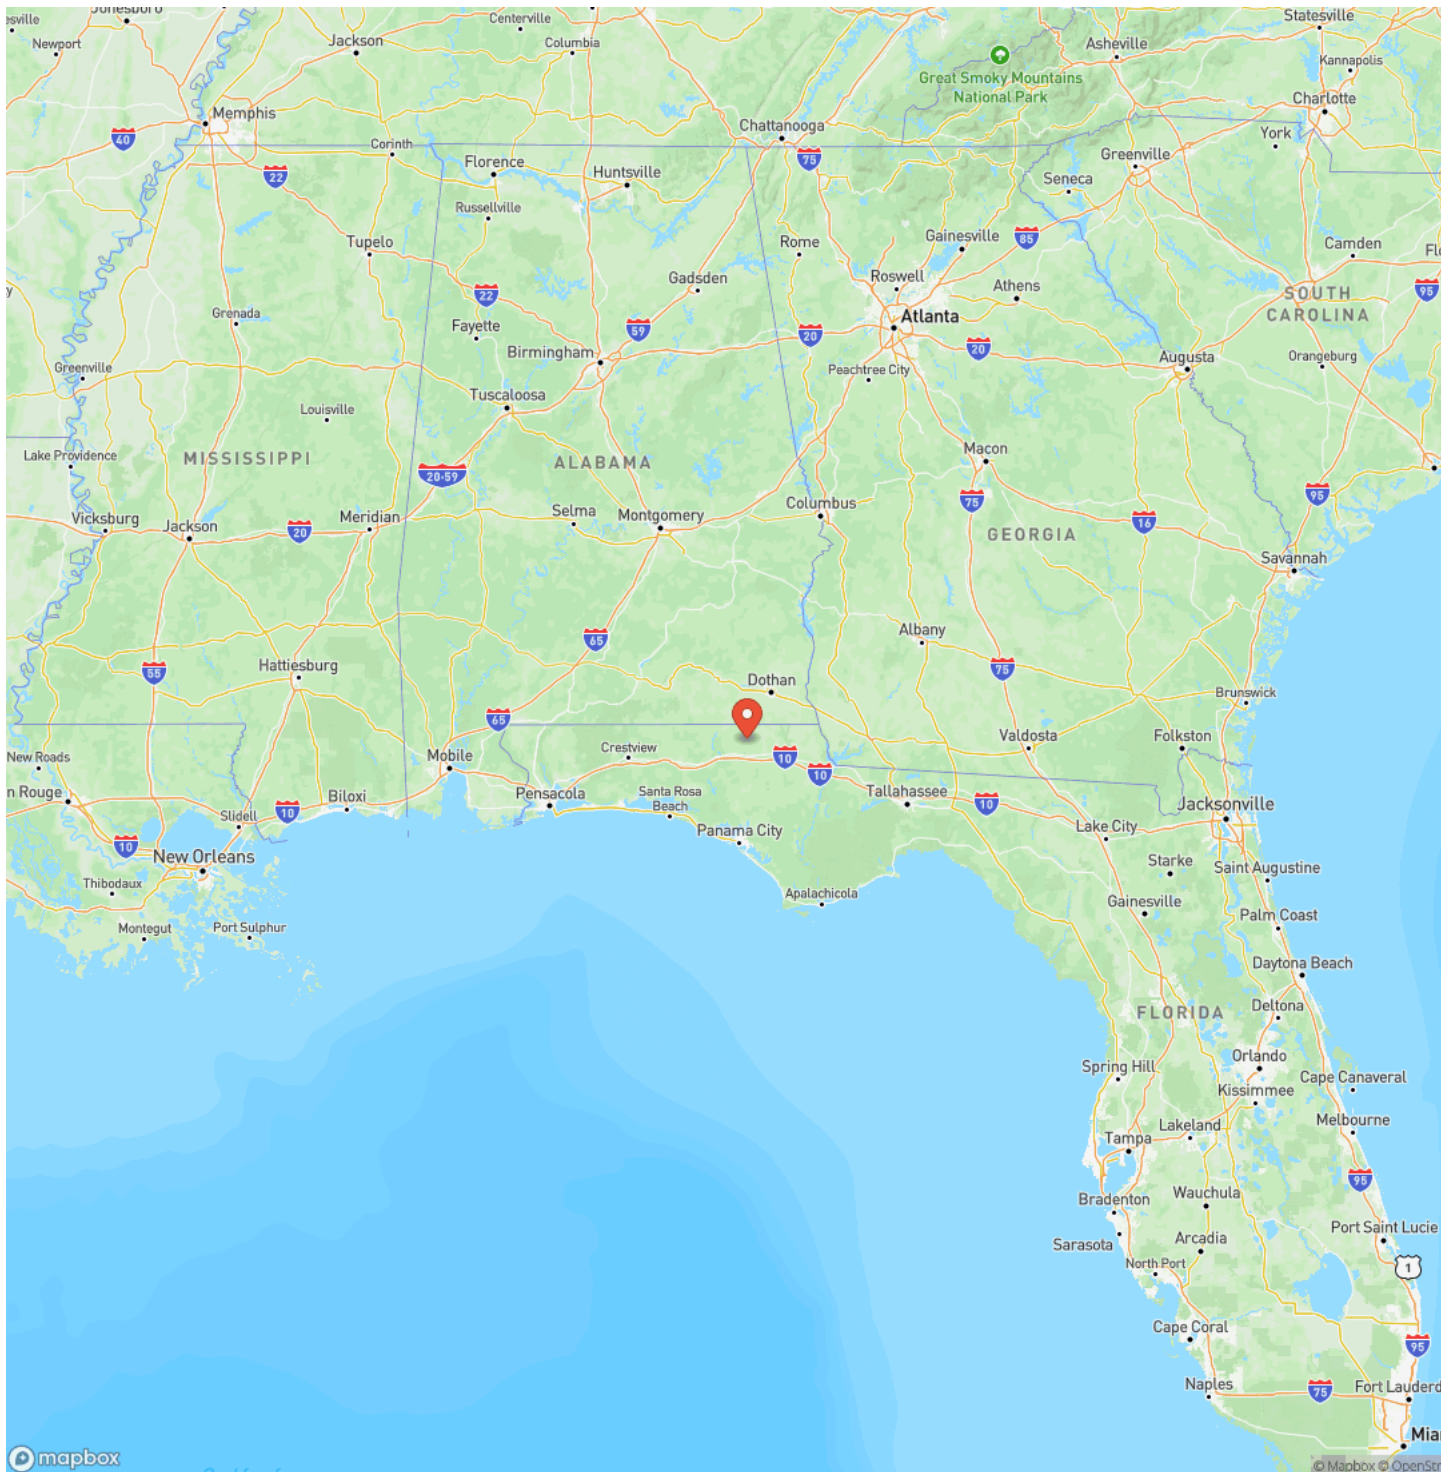 Jonesboro
Centerville
Statesville
esville
Newport
Jackson
Columbia
Asheville
Kannapolis
Great Smoky Mountains
National Park
Charlotte
Memphis
Chattanooga
York
40
Corinth
75
Greenville
Florence
Huntsville
22
Seneca
Russellville
Tupelo
Rome
Gainesville
85
Camden
Flo
Gadsden
Roswell
Athens
y
22
SOUTH
CAROLINA
95
Grenada
Fayette
59
Atlanta
20
20
Birmingham
Augusta
Orangeburg
Greenville
Peachtree City
Tuscaloosa
Louisville
Lake Providence
MISSISSIPPI
ALABAMA
Macon
20-59
75
95
Vicksburg
Jackson
20
Meridian
Selma
Montgomery
Columbus
16
GEORGIA
Savannah
65
Albany
55
Hattiesburg
75
Dothan
Brunswick
65
New Roads
Mobile
Crestview
10
10
Valdosta
Folkston
n Rouge
Biloxi
Pensacola
Santa Rosa
Beach
Tallahassee
10
Jacksonville
Slidell
10
Panama City
Lake City
10
New Orleans
Starke
Saint Augustine
Thibodaux
Apalachicola
Gainesville
Palm Coast
Montegut
Port Sulphur
Daytona Beach
FLORIDA
Deltona
Spring Hill
Orlando
Cape Canaveral
Kissimmee
Lakeland
Melbourne
Tampa
95
Bradenton
Wauchula
Port Saint Lucie
Sarasota
Arcadia
North Port
1
Cape Coral
95
Naples
75
Fort Lauderd
Mia
mapbox
© Mapbox © OpenStr